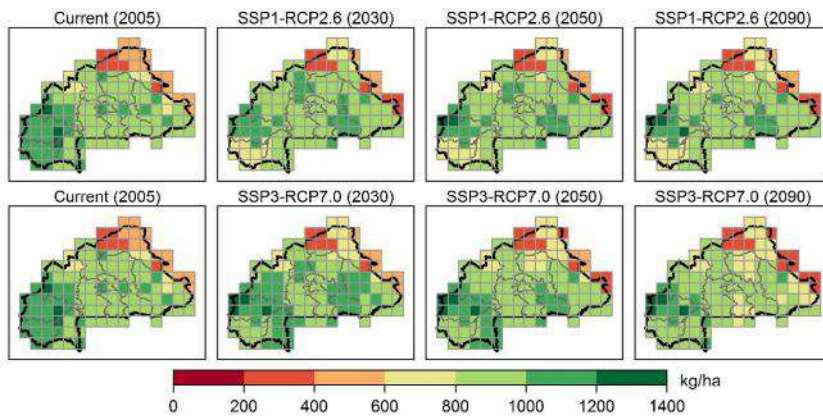 Current (2005) SSP1-RCP2.6 (2030) SSP1-RCP2.6 (2050) SSP1-RCP2.6 (2090)
Current (2005) SSP3-RCP7.0 (2030) SSP3-RCP7.0 (2050) SSP3-RCP7.0 (2090)
kg/ha
0 200 400 600 800 1000 1200 1400